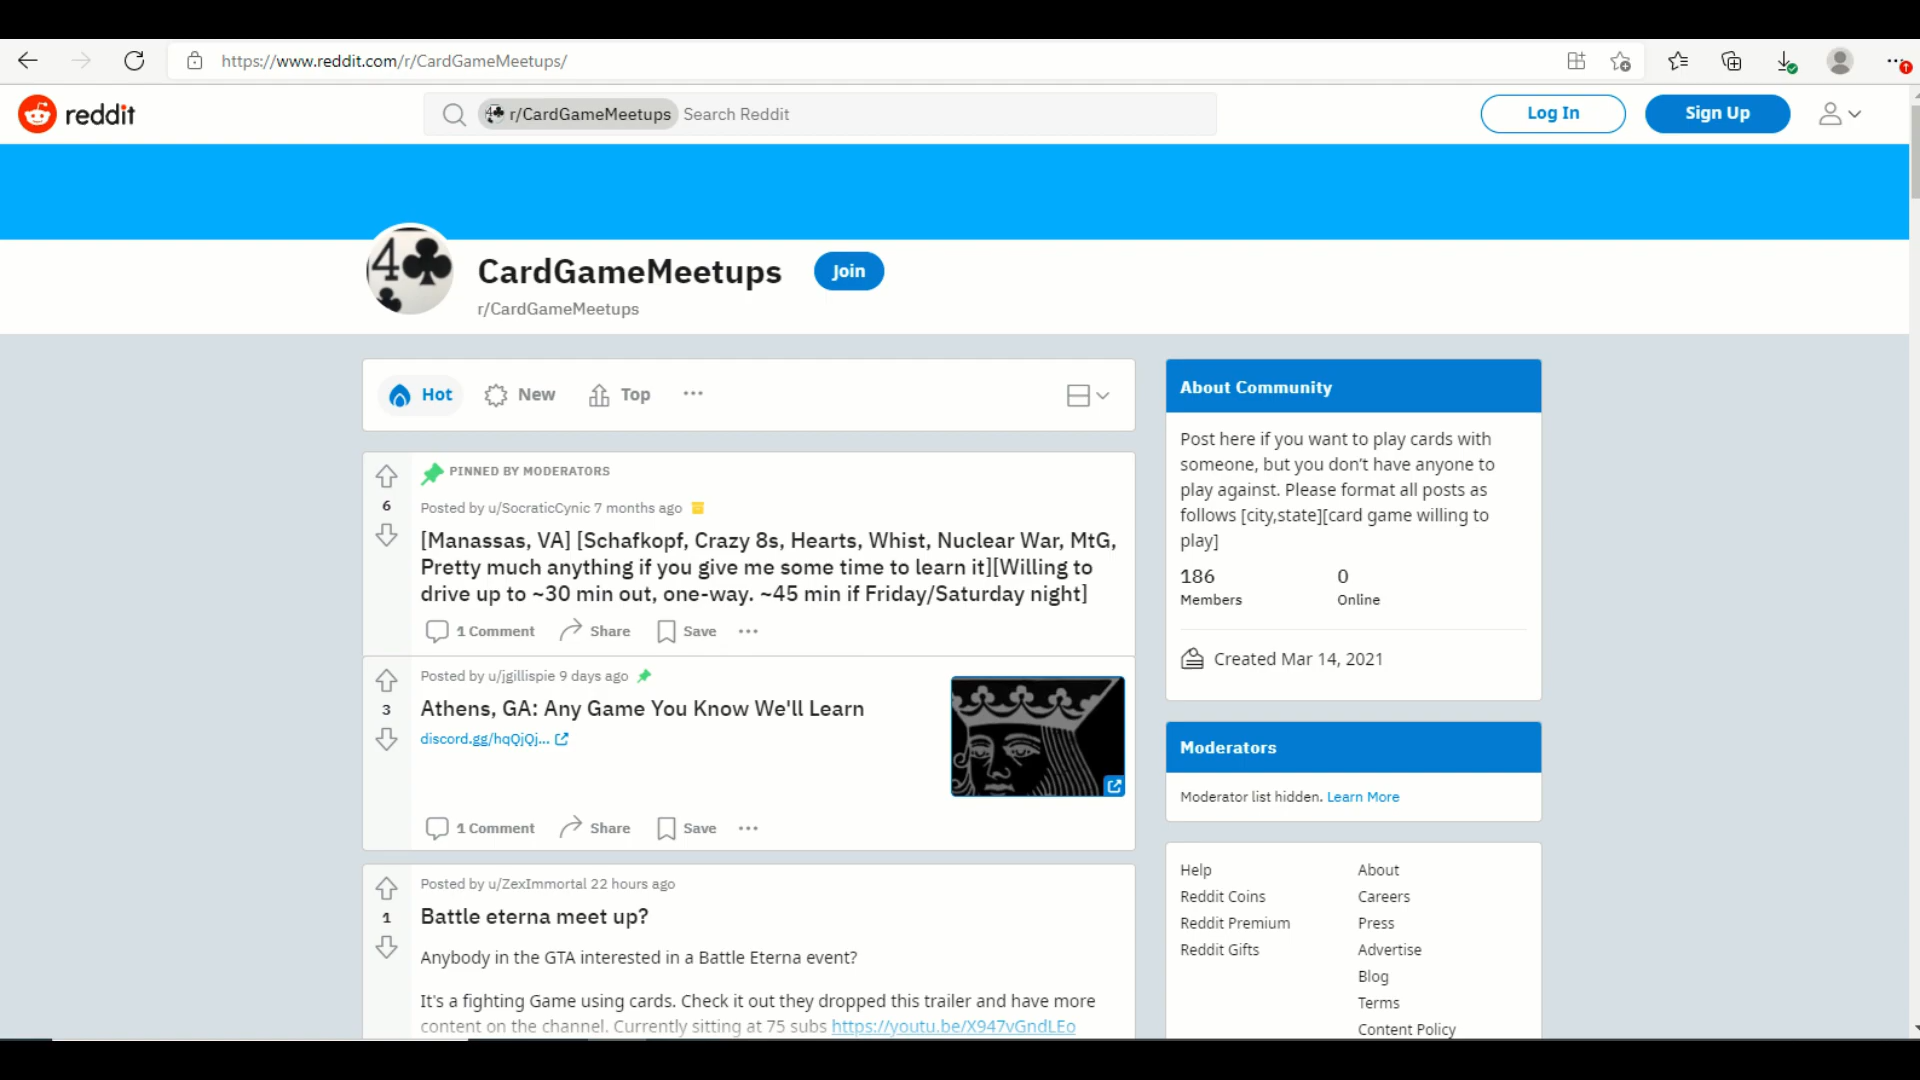 https://www.reddit.com/r/CardGameMeetups/
reddit
r/CardGameMeetups Search Reddit
Log In
Sign Up
4
CardGameMeetups
Join
r/CardGameMeetups
Hot
New
Top
PINNED BY MODERATORS
6
Posted by u/SocraticCynic 7 months ago
[Manassas, VA] [Schafkopf, Crazy 8s, Hearts, Whist, Nuclear War, MtG,
Pretty much anything if you give me some time to learn it][Willing to
drive up to ~30 min out, one-way. ~45 min if Friday/Saturday night]
1 Comment
Share
Save
Posted by u/jgillispie 9 days ago
3
Athens, GA: Any Game You Know We'll Learn
discord.gg/hqQjQj...
1 Comment
Share
Save
Posted by u/ZexImmortal 22 hours ago
1
Battle eterna meet up?
Anybody in the GTA interested in a Battle Eterna event?
It's a fighting Game using cards. Check it out they dropped this trailer and have more
content on the channel. Currently sitting at 75 subs https://youtu.be/X947vGndLEo
About Community
Post here if you want to play cards with
someone, but you don't have anyone to
play against. Please format all posts as
follows [city,state][card game willing to
play]
186
Members
0
Online
Created Mar 14, 2021
Moderators
Moderator list hidden. Learn More
Help
Reddit Coins
Reddit Premium
Reddit Gifts
About
Careers
Press
Advertise
Blog
Terms
Content Policy